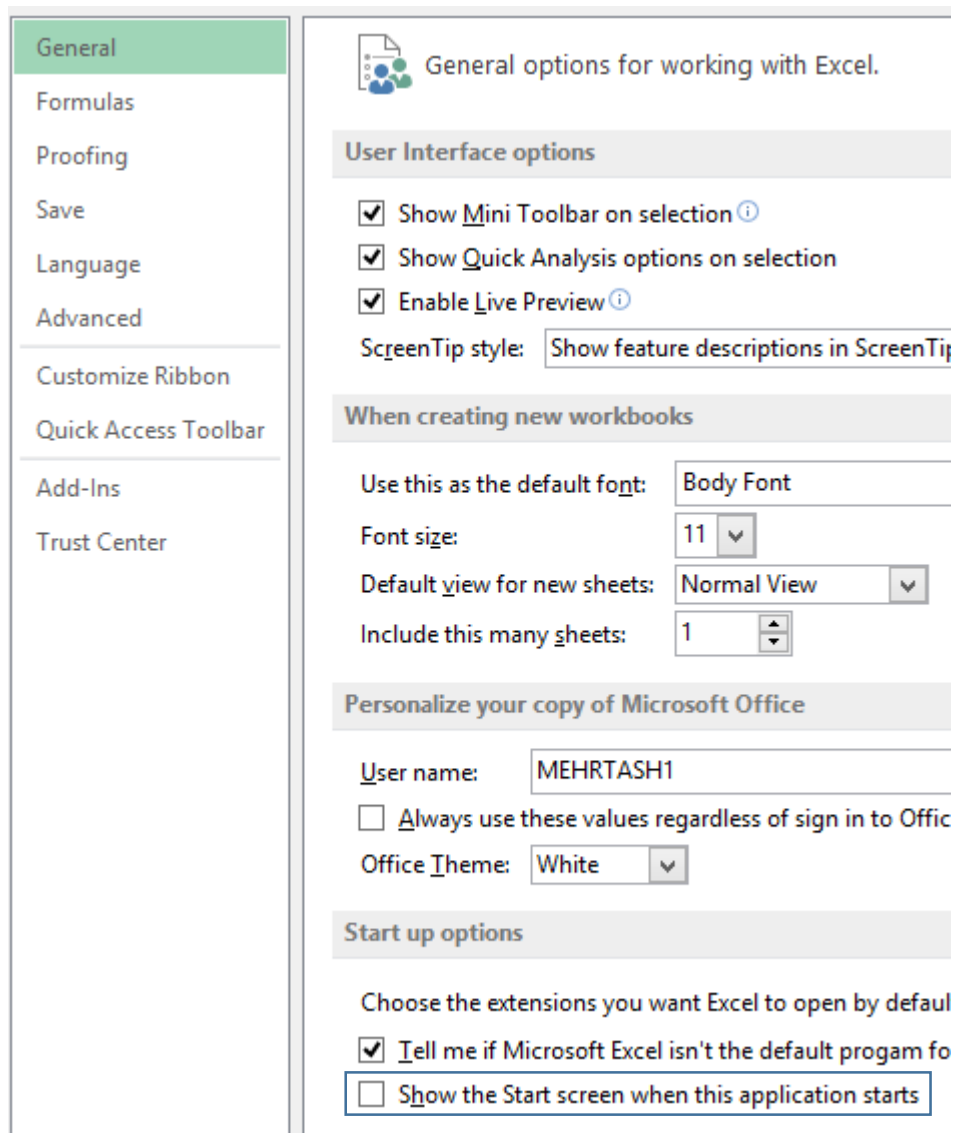 General
Formulas
Proofing
Save
Language
Advanced
Customize Ribbon
Quick Access Toolbar
Add-Ins
Trust Center
General options for working with Excel.
User Interface options
Show Mini Toolbar on selection
Show Quick Analysis options on selection
Enable Live Preview
ScreenTip style: Show feature descriptions in ScreenTip
When creating new workbooks
Use this as the default font: Body Font
Font size: 11
Default view for new sheets: Normal View
Include this many sheets: 1
Personalize your copy of Microsoft Office
User name: MEHRTASH1
Always use these values regardless of sign in to Offic
Office Theme: White
Start up options
Choose the extensions you want Excel to open by defaul
Tell me if Microsoft Excel isn't the default progam fo
Show the Start screen when this application starts